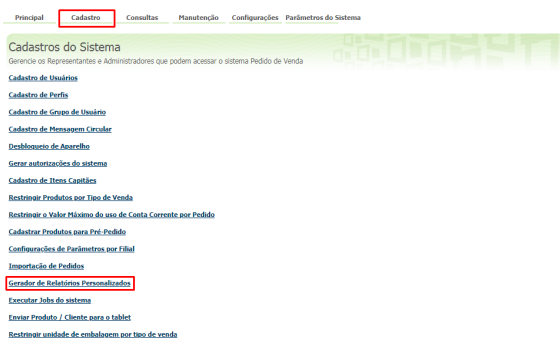 Principal Cadastro Consultas Manutenção Configurações Parâmetros do Sistema
Cadastros do Sistema
Gerencie os Representantes e Administradores que podem acessar o sistema Pedido de Venda
Cadastro de Usuários
Cadastro de Perfis
Cadastro de Grupo de Usuário
Cadastro de Mensagem Circular
Desbloqueio de Aparelho
Gerar autorizações do sistema
Cadastro de Itens Capitães
Restringir Produtos por Tipo de Venda
Restringir o Valor Máximo do uso de Conta Corrente por Pedido
Cadastrar Produtos para Pré-Pedido
Configurações de Parâmetros por Filial
Importação de Pedidos
Gerador de Relatórios Personalizados
Executar Jobs do sistema
Enviar Produto / Cliente para o tablet
Restringir unidade de embalagem por tipo de venda